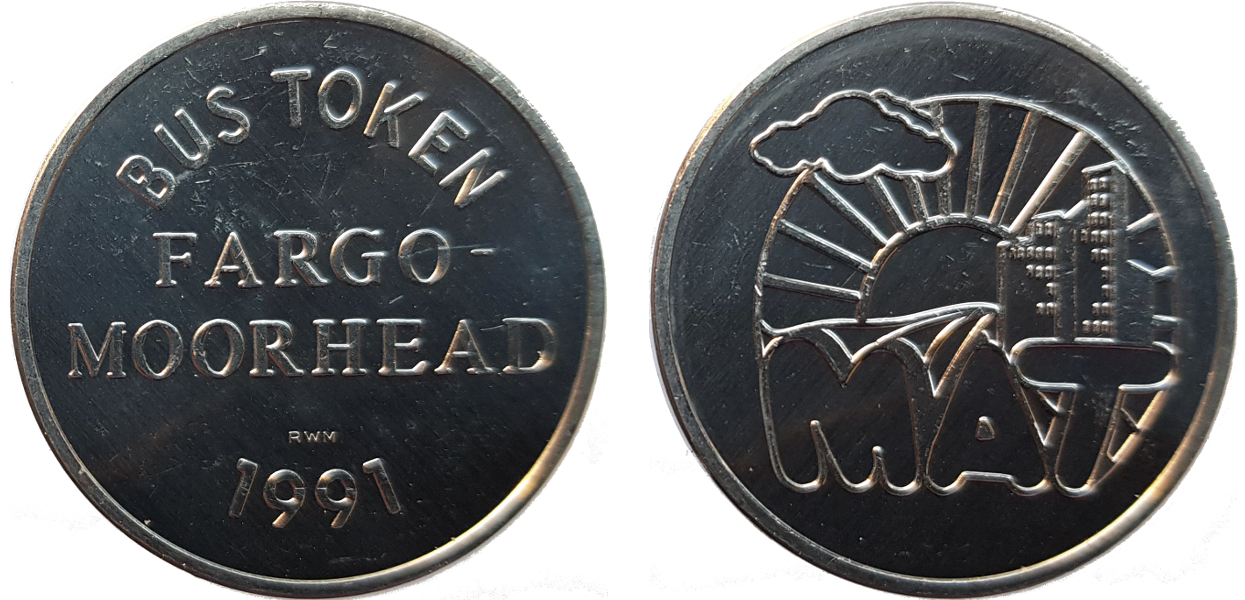 BUS TOKEN
FARGO-
MOORHEAD
RWM
1991
MAT